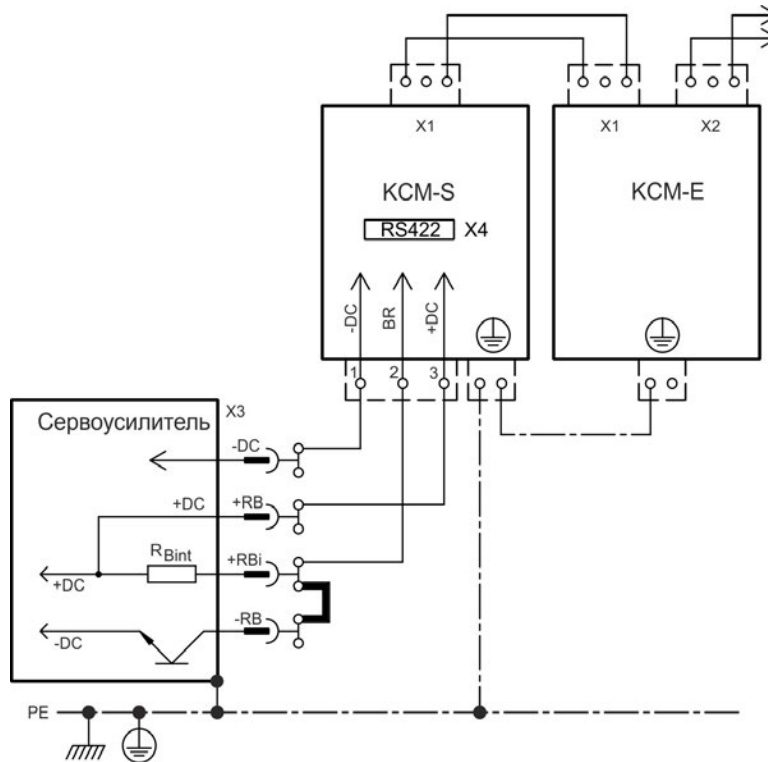 X1
X1
X2
KCM-S
KCM-E
RS422
X4
-DC
BR
+DC
1
2
3
X3
Сервоусилитель
-DC
+DC
+RB
RBint
+RBi
+DC
-RB
-DC
PE